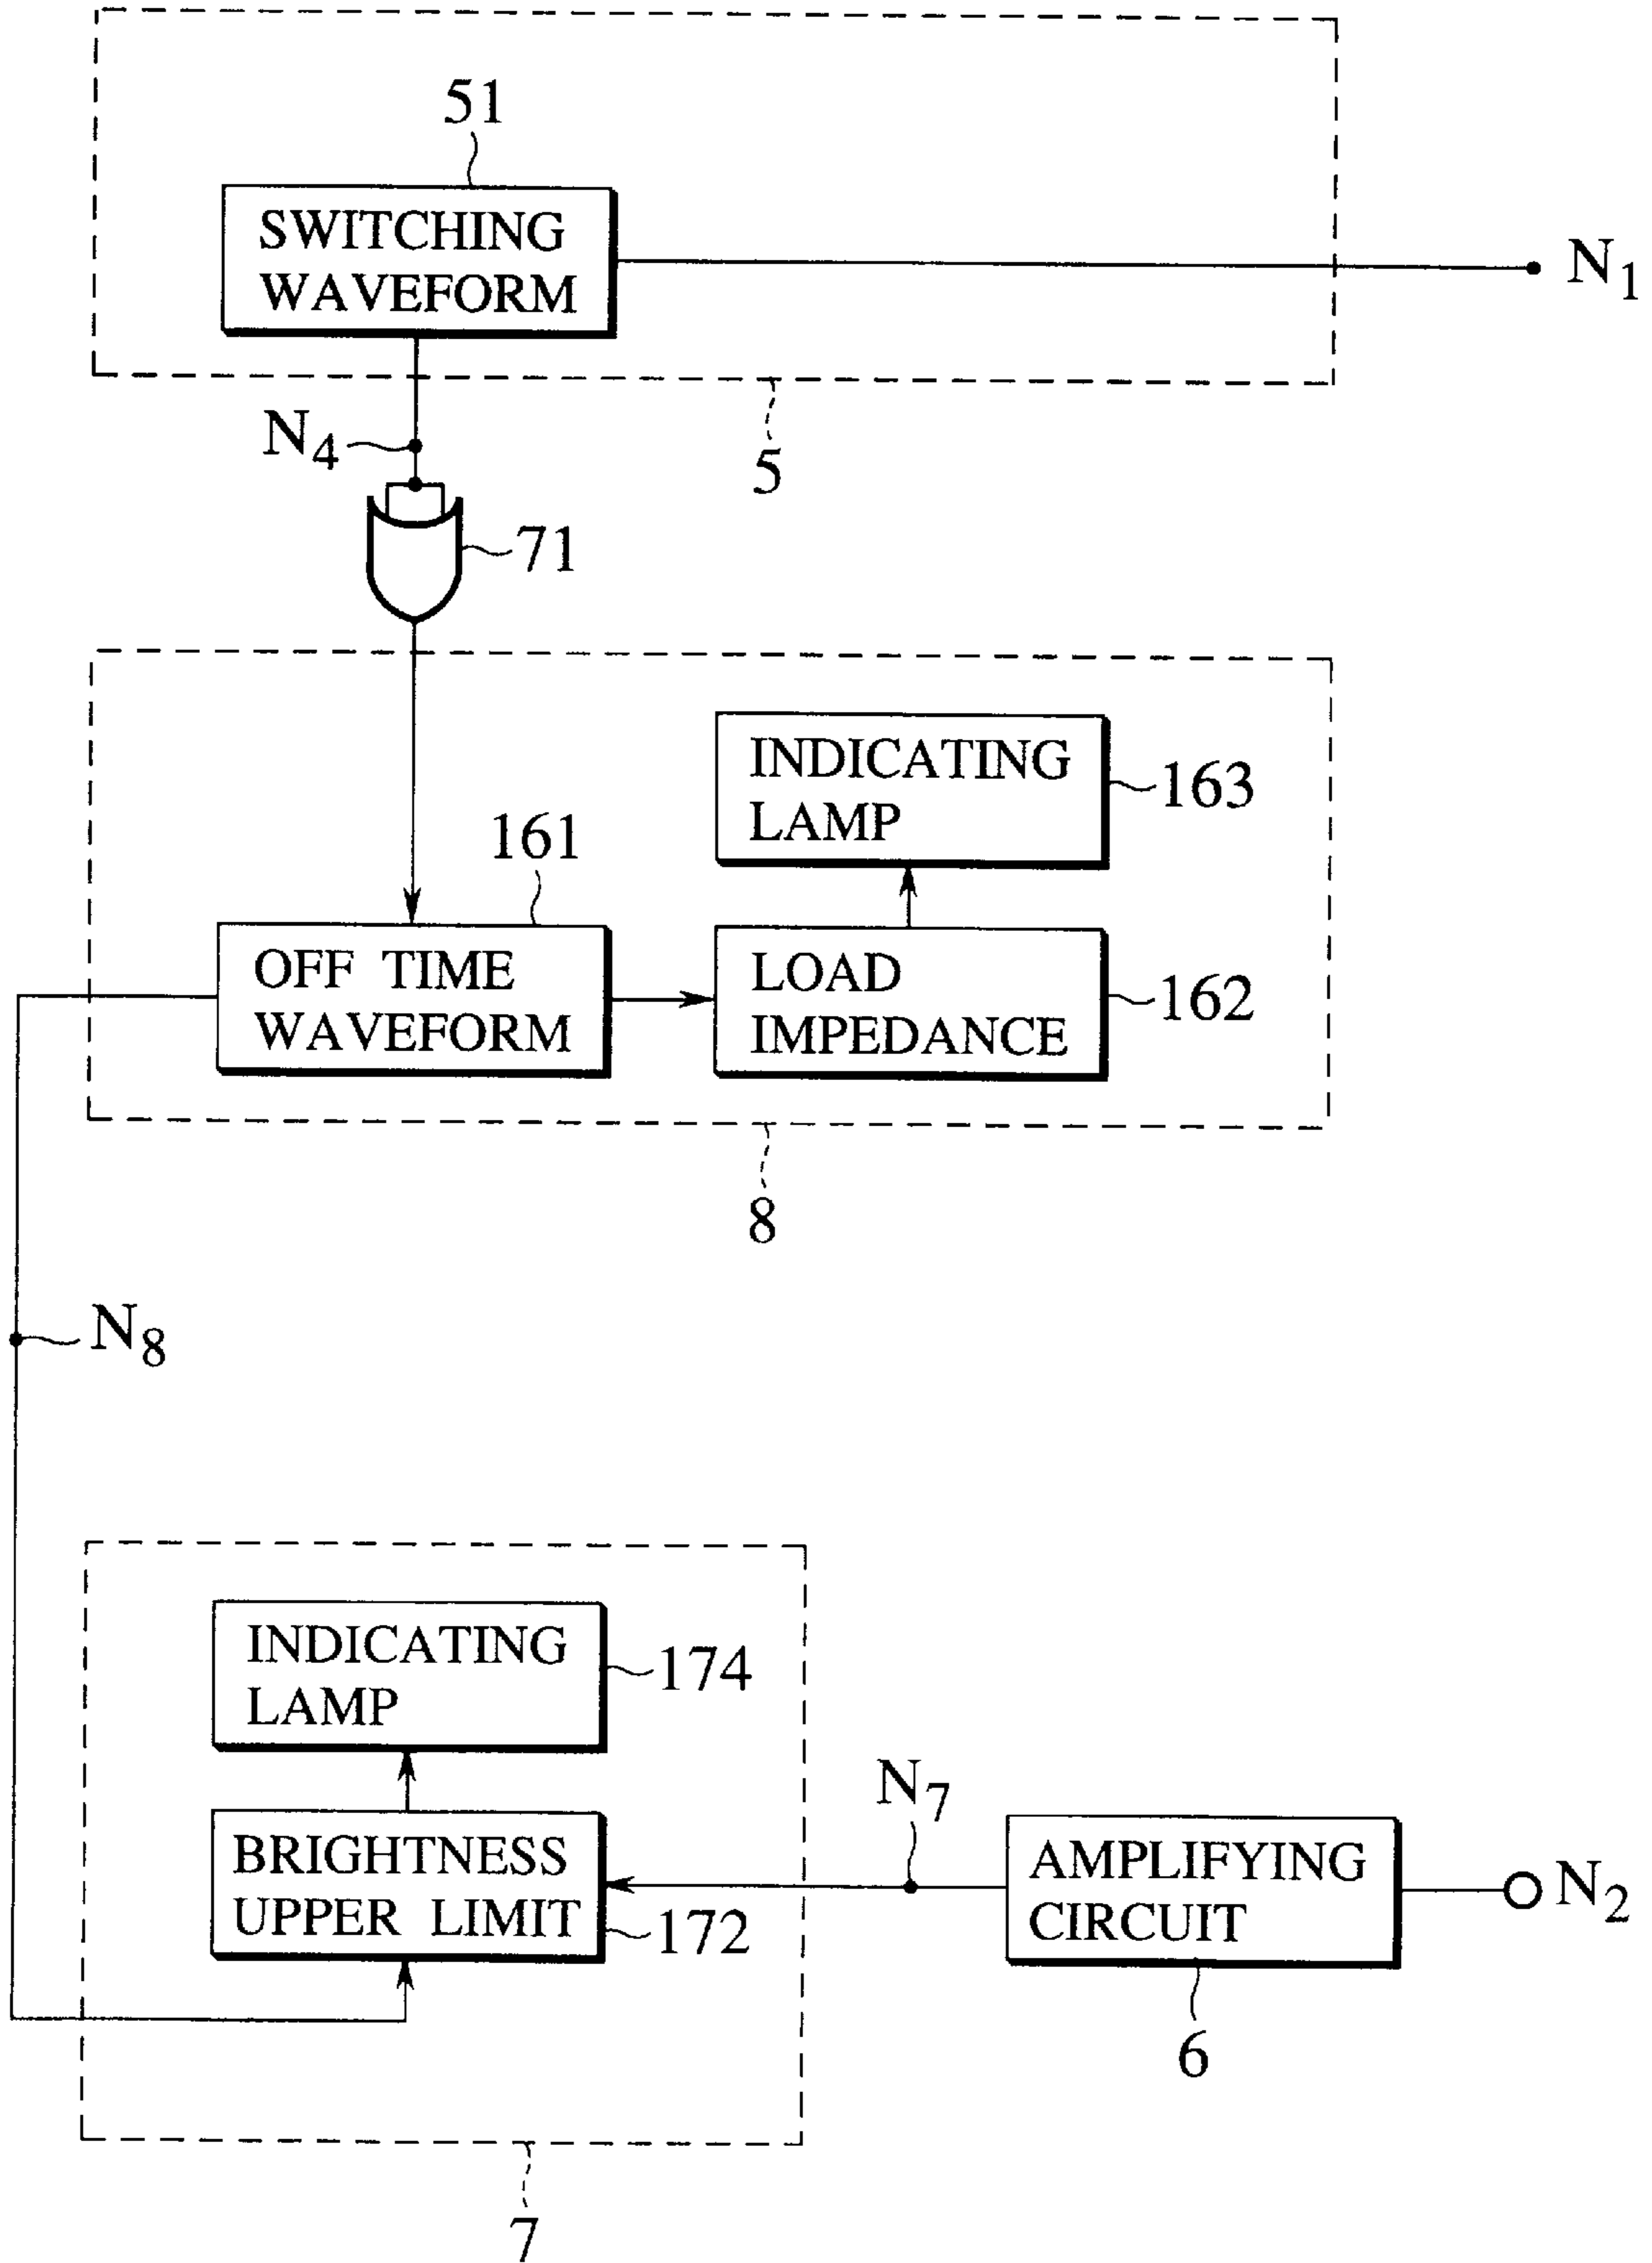 51
SWITCHING
WAVEFORM
N1
N4
5
71
INDICATING
LAMP
163
161
OFF TIME
WAVEFORM
LOAD
IMPEDANCE
162
8
N8
INDICATING
LAMP
174
N7
BRIGHTNESS
UPPER LIMIT
172
AMPLIFYING
CIRCUIT
N2
6
7